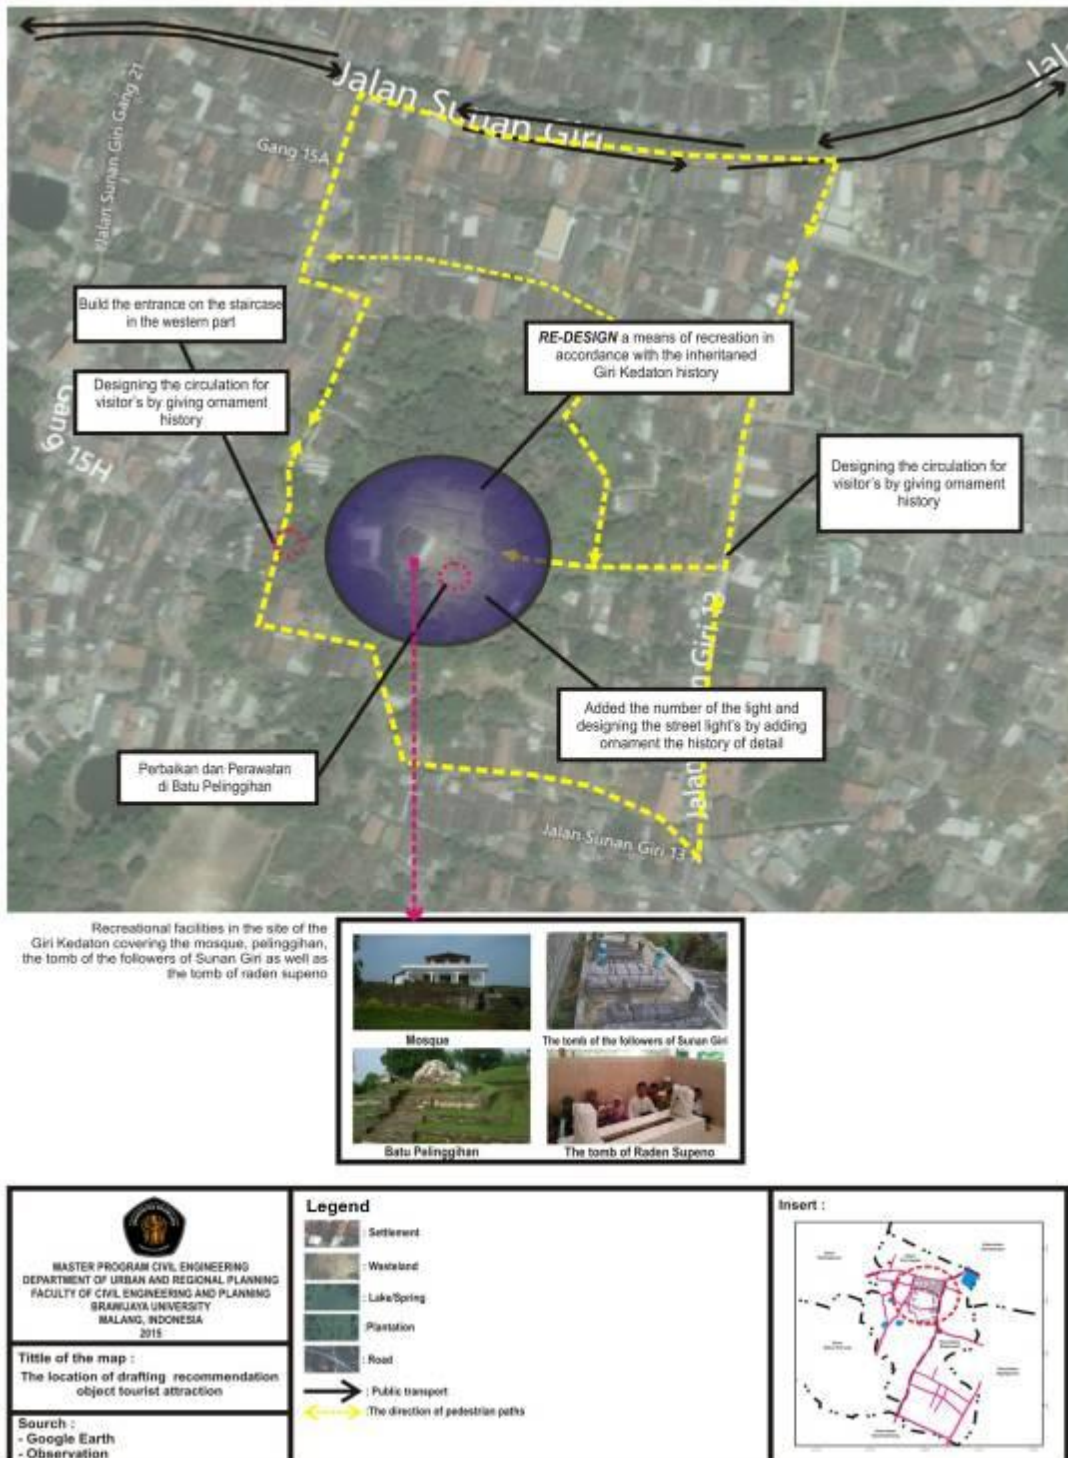 Jalan Sunan Giri
Jala
Jalan Sunan Giri Gang 21
Gang 15A
Build the entrance on the staircase
in the western part
RE-DESIGN a means of recreation in
accordance with the inheritaned
Giri Kedaton history
Designing the circulation for
visitor's by giving ornament
history
Gang 15H
Designing the circulation for
visitor's by giving ornament
history
Jalan Sunan Giri 13
Added the number of the light and
designing the street light's by adding
ornament the history of detail
Perbaikan dan Perawatan
di Batu Pelinggihan
Jalan Sunan Giri 13
Recreational facilities in the site of the
Giri Kedaton covering the mosque, pelinggihan,
the tomb of the followers of Sunan Giri as well as
the tomb of raden supeno
Mosque
The tomb of the followers of Sunan Giri
Batu Pelinggihan
The tomb of Raden Supeno
MASTER PROGRAM CIVIL ENGINEERING
DEPARTMENT OF URBAN AND REGIONAL PLANNING
FACULTY OF CIVIL ENGINEERING AND PLANNING
BRAWIJAYA UNIVERSITY
MALANG, INDONESIA
2015
Tittle of the map :
The location of drafting recommendation
object tourist attraction
Sourch :
- Google Earth
- Observation
Legend
: Settlement
: Wasteland
: Lake/Spring
:Plantation
: Road
: Public transport
:The direction of pedestrian paths
Insert :